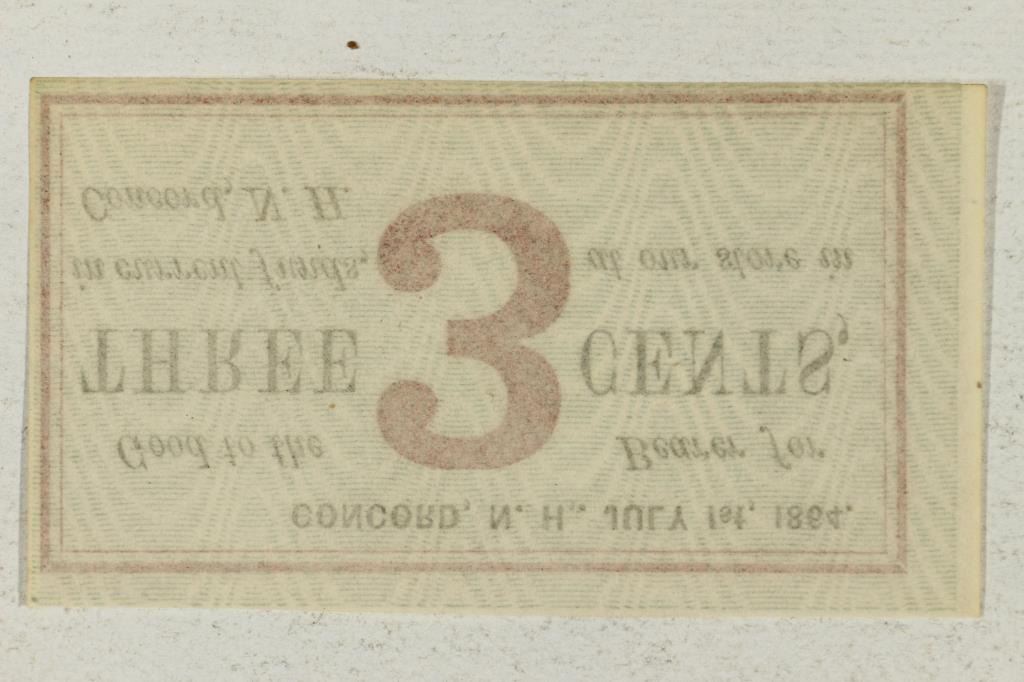 CONCORD, N. H., JULY 1st, 1864.
Good to the Bearer for
THREE 3 CENTS,
in current funds, at our store in
Concord, N. H.